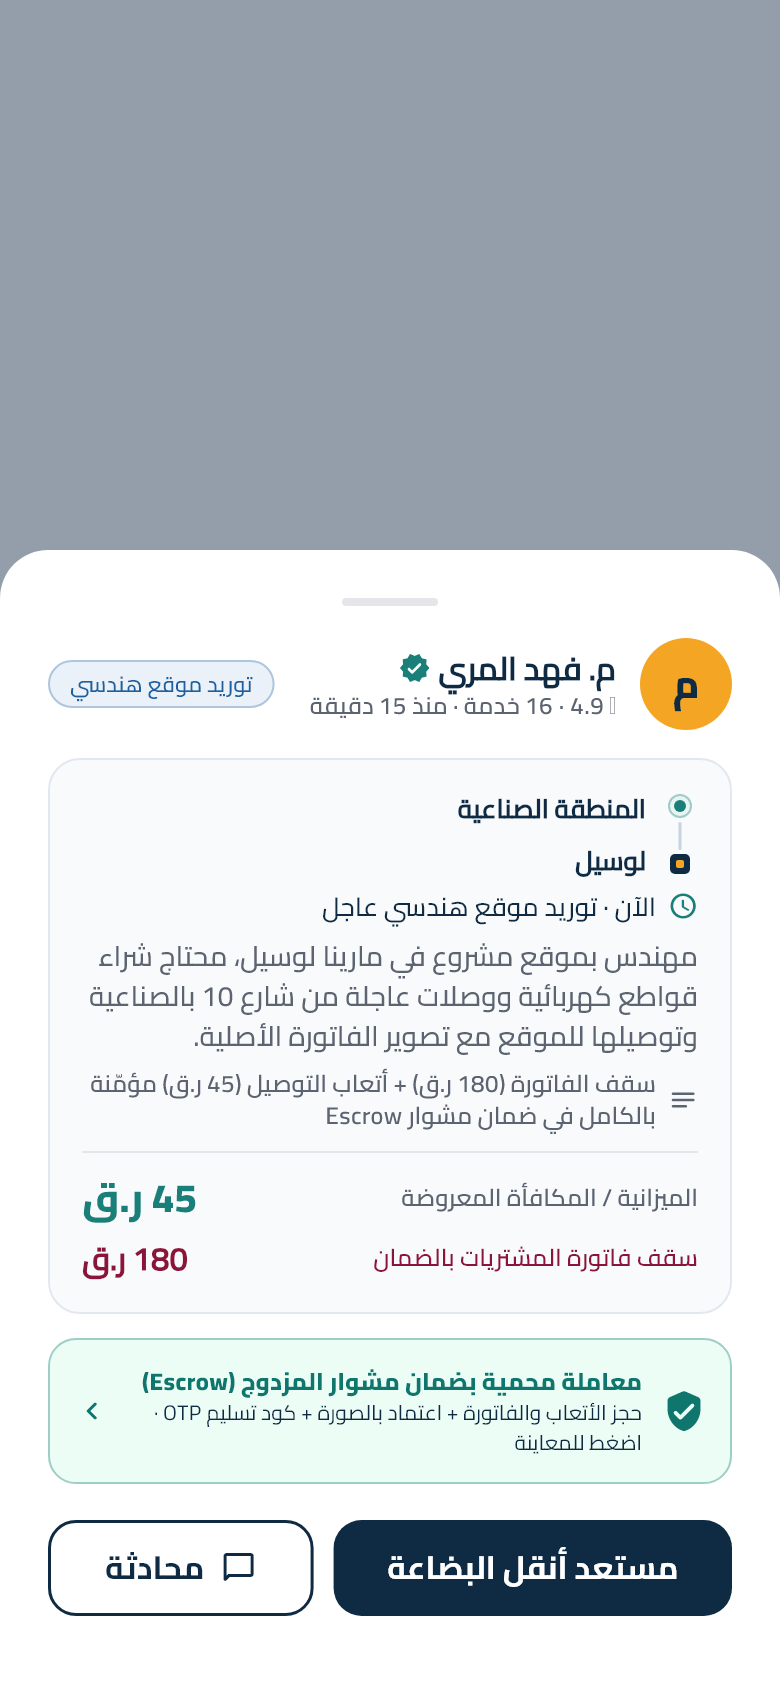 م
م. فهد المري
4.9 · 16 خدمة · منذ 15 دقيقة
توريد موقع هندسي
المنطقة الصناعية
لوسيل
الآن · توريد موقع هندسي عاجل
مهندس بموقع مشروع في مارينا لوسيل، محتاج شراء
قواطع كهربائية ووصلات عاجلة من شارع 10 بالصناعية
وتوصيلها للموقع مع تصوير الفاتورة الأصلية.
سقف الفاتورة (180 ر.ق) + أتعاب التوصيل (45 ر.ق) مؤمّنة
بالكامل في ضمان مشوار Escrow
الميزانية / المكافأة المعروضة
45 ر.ق
سقف فاتورة المشتريات بالضمان
180 ر.ق
معاملة محمية بضمان مشوار المزدوج (Escrow)
حجز الأتعاب والفاتورة + اعتماد بالصورة + كود تسليم OTP ·
اضغط للمعاينة
مستعد أنقل البضاعة
محادثة